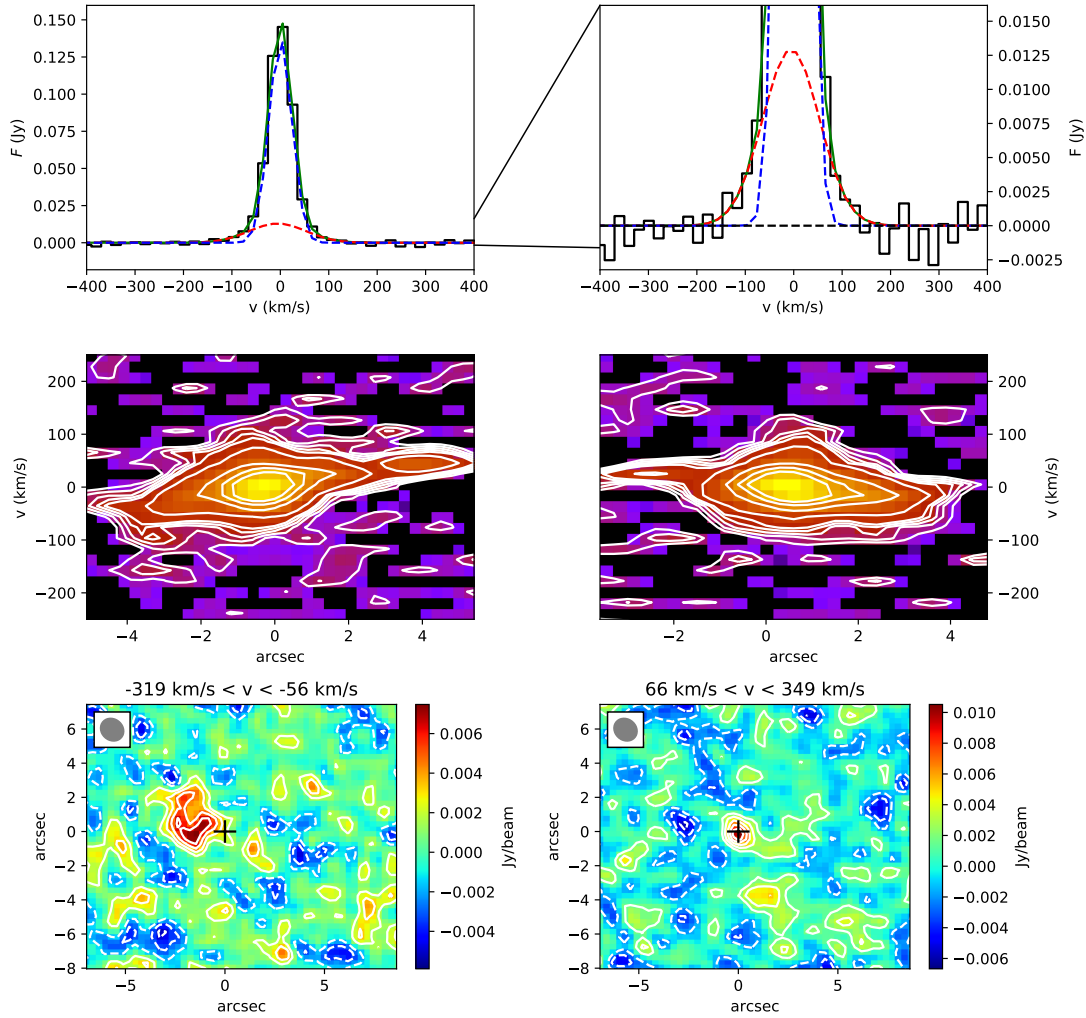 0.150
0.125
0.100
0.075
0.050
0.025
0.000
F (Jy)
−400 −300 −200 −100 0 100 200 300 400
v (km/s)
0.0150
0.0125
0.0100
0.0075
0.0050
0.0025
0.0000
−0.0025
F (Jy)
−400 −300 −200 −100 0 100 200 300 400
v (km/s)
200
100
0
−100
−200
v (km/s)
−4 −2 0 2 4
arcsec
200
100
0
−100
−200
v (km/s)
−2 0 2 4
arcsec
-319 km/s < v < -56 km/s
6
4
2
0
−2
−4
−6
−8
arcsec
−5 0 5
arcsec
0.006
0.004
0.002
0.000
−0.002
−0.004
Jy/beam
66 km/s < v < 349 km/s
6
4
2
0
−2
−4
−6
−8
arcsec
−5 0 5
arcsec
0.010
0.008
0.006
0.004
0.002
0.000
−0.002
−0.004
−0.006
Jy/beam